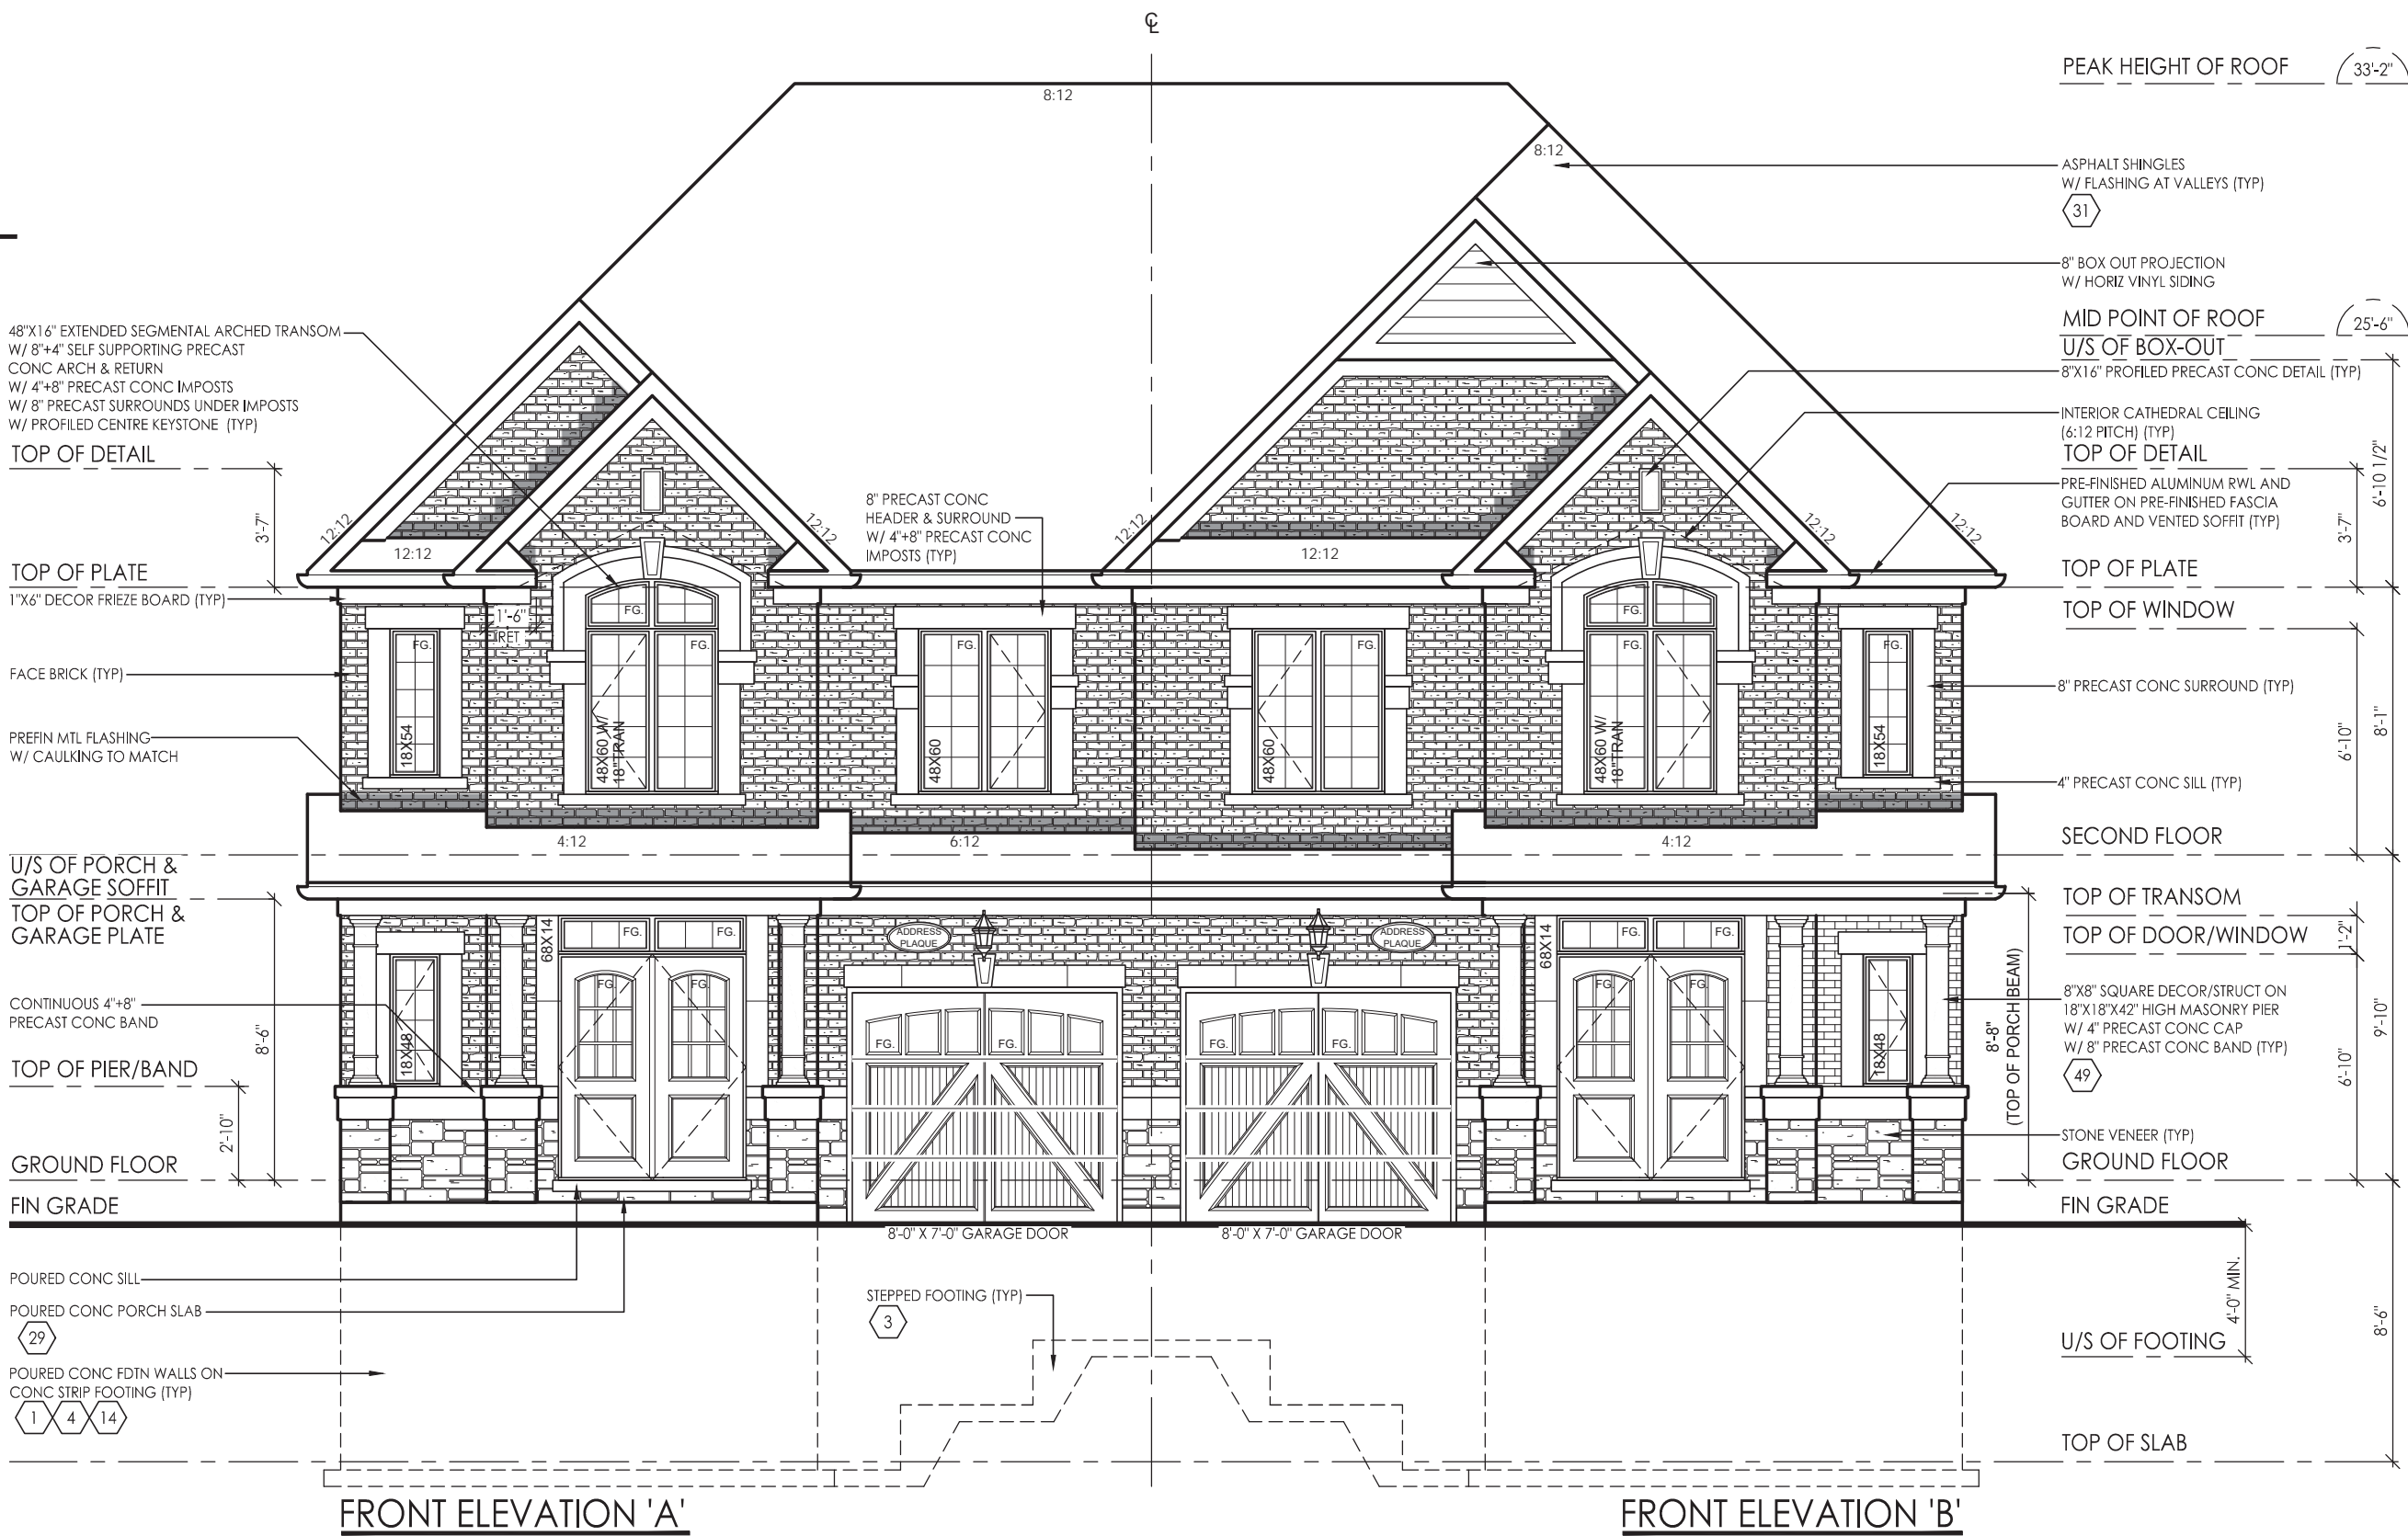 ℄
PEAK HEIGHT OF ROOF
33'-2"
8:12
8:12
ASPHALT SHINGLES
W/ FLASHING AT VALLEYS (TYP)
31
8" BOX OUT PROJECTION
W/ HORIZ VINYL SIDING
MID POINT OF ROOF
25'-6"
U/S OF BOX-OUT
8"X16" PROFILED PRECAST CONC DETAIL (TYP)
INTERIOR CATHEDRAL CEILING
(6:12 PITCH) (TYP)
TOP OF DETAIL
PRE-FINISHED ALUMINUM RWL AND
GUTTER ON PRE-FINISHED FASCIA
BOARD AND VENTED SOFFIT (TYP)
3'-7"
6'-10 1/2"
TOP OF PLATE
TOP OF WINDOW
8" PRECAST CONC SURROUND (TYP)
6'-10"
8'-1"
4" PRECAST CONC SILL (TYP)
SECOND FLOOR
TOP OF TRANSOM
TOP OF DOOR/WINDOW
1'-2"
8'-8"
(TOP OF PORCH BEAM)
8"X8" SQUARE DECOR/STRUCT ON
18"X18"X42" HIGH MASONRY PIER
W/ 4" PRECAST CONC CAP
W/ 8" PRECAST CONC BAND (TYP)
49
6'-10"
9'-10"
STONE VENEER (TYP)
GROUND FLOOR
FIN GRADE
4'-0" MIN.
U/S OF FOOTING
8'-6"
TOP OF SLAB
48"X16" EXTENDED SEGMENTAL ARCHED TRANSOM
W/ 8"+4" SELF SUPPORTING PRECAST
CONC ARCH & RETURN
W/ 4"+8" PRECAST CONC IMPOSTS
W/ 8" PRECAST SURROUNDS UNDER IMPOSTS
W/ PROFILED CENTRE KEYSTONE (TYP)
TOP OF DETAIL
3'-7"
TOP OF PLATE
1"X6" DECOR FRIEZE BOARD (TYP)
FACE BRICK (TYP)
PREFIN MTL FLASHING
W/ CAULKING TO MATCH
U/S OF PORCH &
GARAGE SOFFIT
TOP OF PORCH &
GARAGE PLATE
CONTINUOUS 4"+8"
PRECAST CONC BAND
8'-6"
TOP OF PIER/BAND
2'-10"
GROUND FLOOR
FIN GRADE
POURED CONC SILL
POURED CONC PORCH SLAB
29
POURED CONC FDTN WALLS ON
CONC STRIP FOOTING (TYP)
1 4 14
8" PRECAST CONC
HEADER & SURROUND
W/ 4"+8" PRECAST CONC
IMPOSTS (TYP)
12:12
12:12
12:12
12:12
12:12
12:12
12:12
1'-6"
RET
FG.
FG.
FG.
FG.
FG.
FG.
FG.
FG.
18X54
48X60 W/
18"TRAN
48X60
48X60
48X60 W/
18"TRAN
18X54
4:12
6:12
4:12
68X14
FG.
FG.
ADDRESS
PLAQUE
ADDRESS
PLAQUE
68X14
FG.
FG.
18X48
FG.
FG.
FG.
FG.
FG.
FG.
FG.
FG.
18X48
8'-0" X 7'-0" GARAGE DOOR
8'-0" X 7'-0" GARAGE DOOR
STEPPED FOOTING (TYP)
3
FRONT ELEVATION 'A'
FRONT ELEVATION 'B'